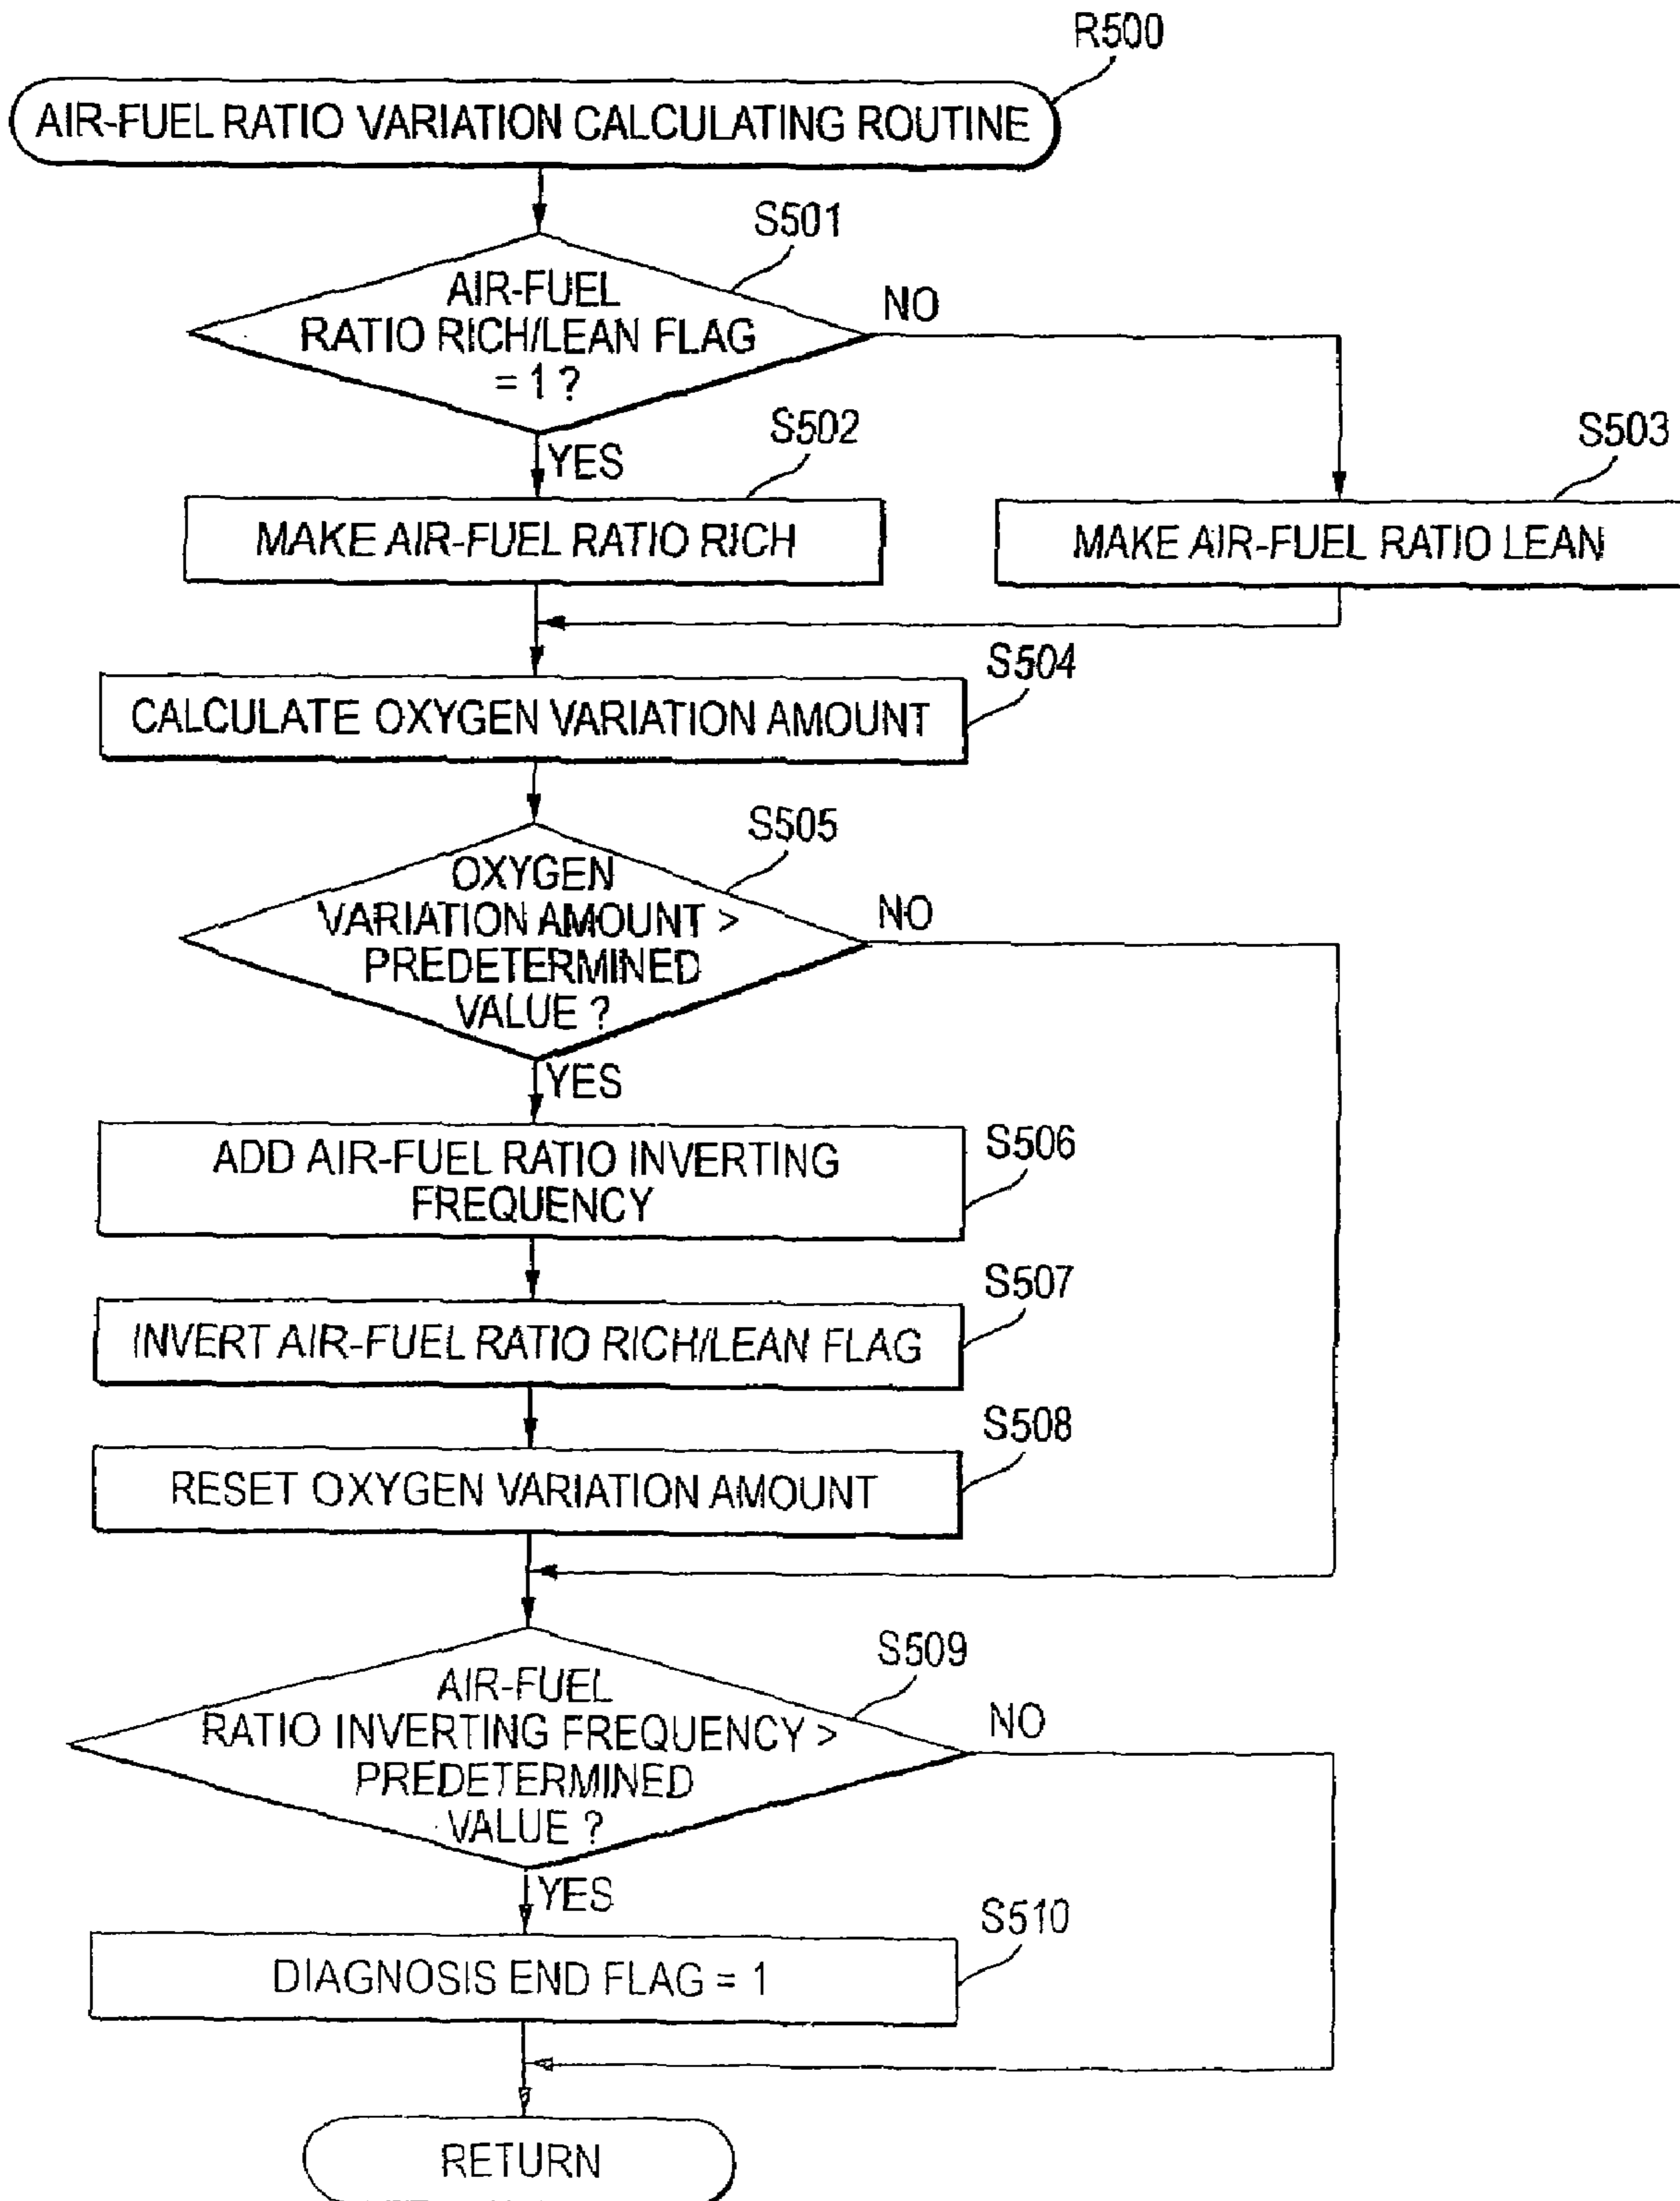 R500
AIR-FUEL RATIO VARIATION CALCULATING ROUTINE
S501
AIR-FUEL
RATIO RICH/LEAN FLAG
= 1 ?
NO
YES
S502
S503
MAKE AIR-FUEL RATIO RICH
MAKE AIR-FUEL RATIO LEAN
S504
CALCULATE OXYGEN VARIATION AMOUNT
S505
OXYGEN
VARIATION AMOUNT >
PREDETERMINED
VALUE ?
NO
YES
S506
ADD AIR-FUEL RATIO INVERTING
FREQUENCY
S507
INVERT AIR-FUEL RATIO RICH/LEAN FLAG
S508
RESET OXYGEN VARIATION AMOUNT
S509
AIR-FUEL
RATIO INVERTING FREQUENCY >
PREDETERMINED
VALUE ?
NO
YES
S510
DIAGNOSIS END FLAG = 1
RETURN